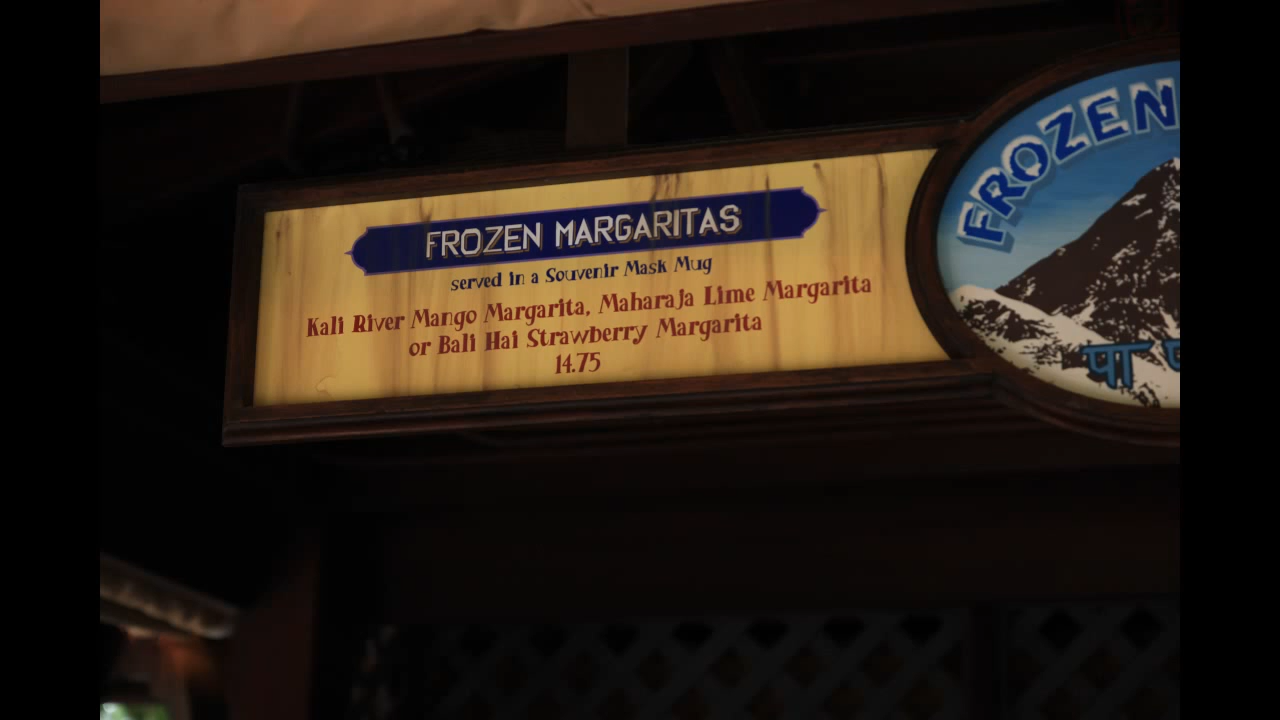 FROZEN MARGARITAS
served in a Souvenir Mask Mug
Kali River Mango Margarita, Maharaja Lime Margarita
or Bali Hai Strawberry Margarita
14.75
FROZEN
पा